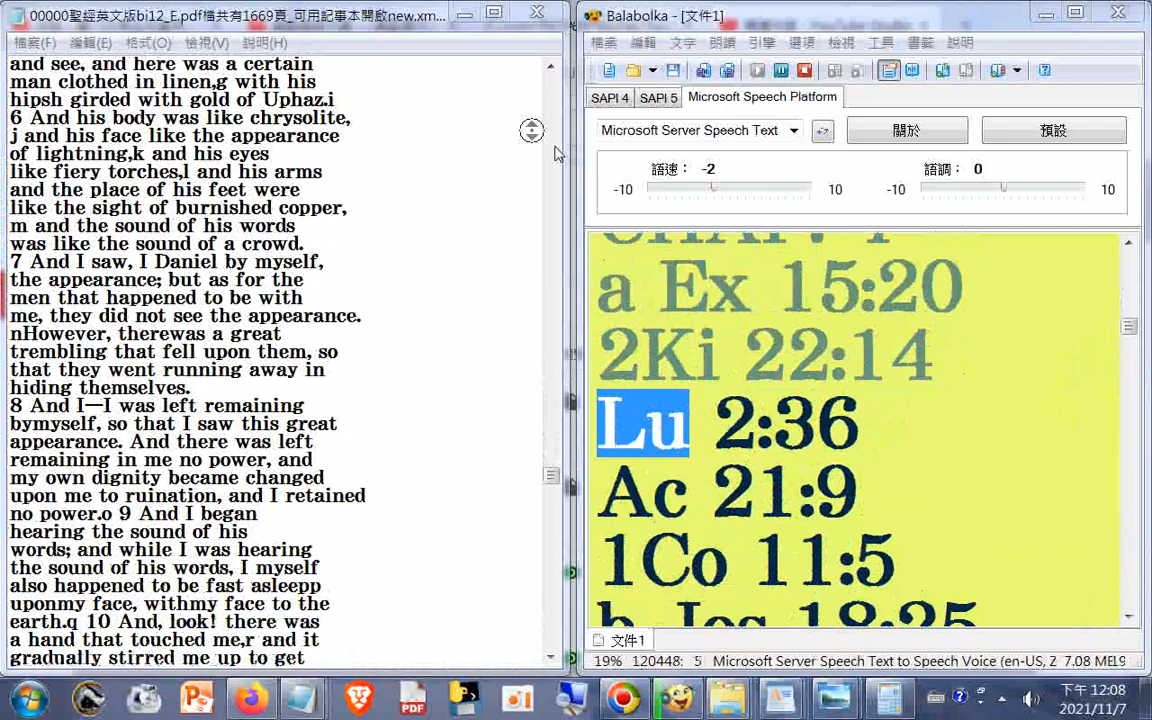 00000聖經英文版bi12_E.pdf檔共有1669頁_可用記事本開啟new.xm...
檔案(F) 編輯(E) 格式(O) 檢視(V) 說明(H)
and see, and here was a certain
man clothed in linen,g with his
hipsh girded with gold of Uphaz.i
6 And his body was like chrysolite,
j and his face like the appearance
of lightning,k and his eyes
like fiery torches,l and his arms
and the place of his feet were
like the sight of burnished copper,
m and the sound of his words
was like the sound of a crowd.
7 And I saw, I Daniel by myself,
the appearance; but as for the
men that happened to be with
me, they did not see the appearance.
nHowever, therewas a great
trembling that fell upon them, so
that they went running away in
hiding themselves.
8 And I—I was left remaining
bymyself, so that I saw this great
appearance. And there was left
remaining in me no power, and
my own dignity became changed
upon me to ruination, and I retained
no power.o 9 And I began
hearing the sound of his
words; and while I was hearing
the sound of his words, I myself
also happened to be fast asleepp
uponmy face, withmy face to the
earth.q 10 And, look! there was
a hand that touched me,r and it
gradually stirred me up to get
Balabolka - [文件1]
檔案 編輯 文字 朗讀 引擎 選項 檢視 工具 書籤 說明
SAPI 4 SAPI 5 Microsoft Speech Platform
Microsoft Server Speech Text 關於 預設
語速: -2 語調: 0
-10 10 -10 10
a Ex 15:20
2Ki 22:14
Lu 2:36
Ac 21:9
1Co 11:5
b Jos 18:25
文件1
19% 120448: 5 Microsoft Server Speech Text to Speech Voice (en-US, Z 7.08 ME
下午 12:08
2021/11/7